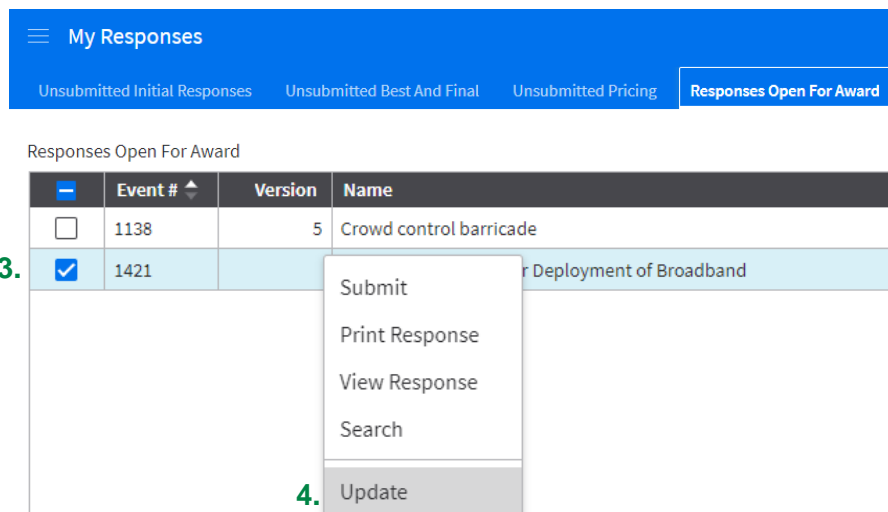 My Responses
Unsubmitted Initial Responses Unsubmitted Best And Final Unsubmitted Pricing Responses Open For Award
Responses Open For Award
Event # Version Name
1138 5 Crowd control barricade
3. 1421 r Deployment of Broadband
Submit
Print Response
View Response
Search
4. Update